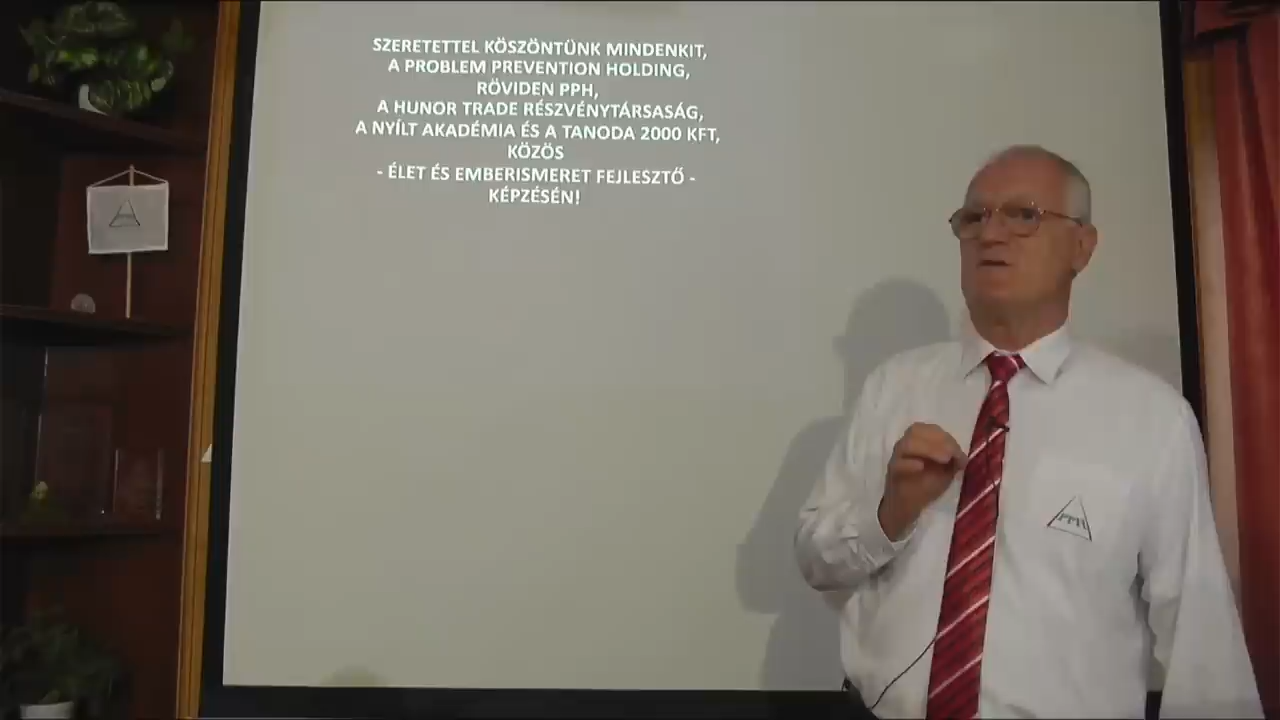 SZERETETTEL KÖSZÖNTÜNK MINDENKIT,
A PROBLEM PREVENTION HOLDING,
RÖVIDEN PPH,
A HUNOR TRADE RÉSZVÉNYTÁRSASÁG,
A NYÍLT AKADÉMIA ÉS A TANODA 2000 KFT,
KÖZÖS
- ÉLET ÉS EMBERISMERET FEJLESZTŐ -
KÉPZÉSÉN!
PPH